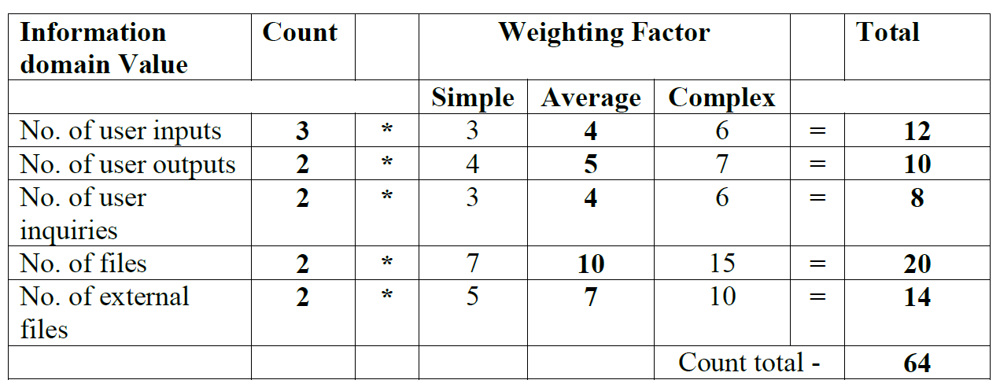 Information Count Weighting Factor Total
domain Value
Simple Average Complex
No. of user inputs 3 * 3 4 6 = 12
No. of user outputs 2 * 4 5 7 = 10
No. of user 2 * 3 4 6 = 8
inquiries
No. of files 2 * 7 10 15 = 20
No. of external 2 * 5 7 10 = 14
files
Count total - 64